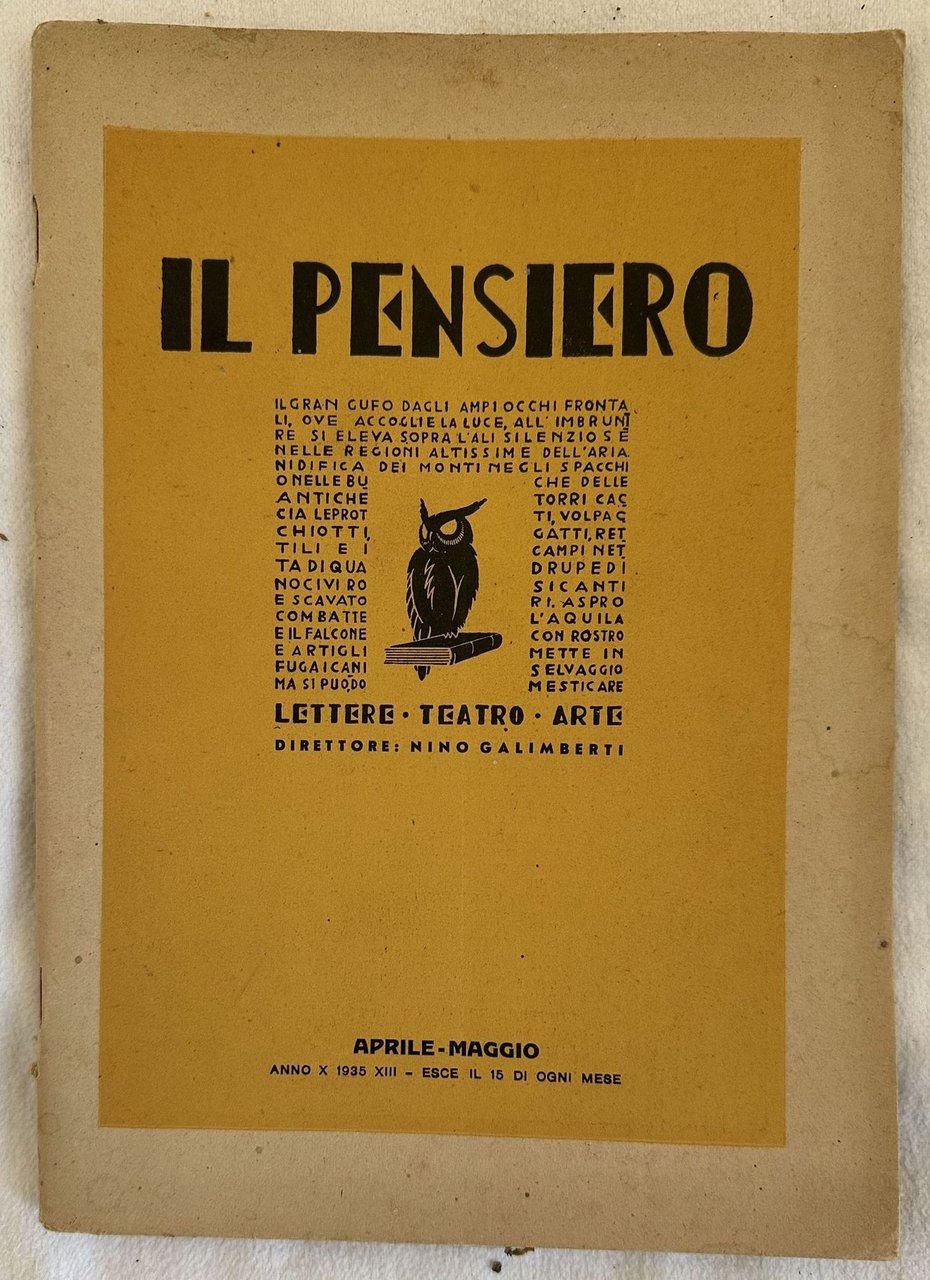 IL PENSIERO
IL GRAN GUFO DAGLI AMPI OCCHI FRONTA
LI, OVE ACCOGLIE LA LUCE, ALL'IMBRUNI
RE SI ELEVA SOPRA L'ALI SILENZIOSE
NELLE REGIONI ALTISSIME DELL'ARIA
NIDIFICA DEI MONTI NEGLI SPACCHI
O NELLE BU CHE DELLE
ANTICHE TORRI CAC
CIA LEPROT TI, VOLPAC
CHIOTTI, GATTI, RET
TILI E I CAMPI NET
TA DI QUA DRUPEDI
NOCIVI RO SICANTI
E SCAVATO RI. ASPRO
COMBATTE L'AQUILA
E IL FALCONE CON ROSTRO
E ARTIGLI METTE IN
FUGA I CANI SELVAGGIO
MA SI PUO, DO MESTICARE
LETTERE · TEATRO · ARTE
DIRETTORE: NINO GALIMBERTI
APRILE-MAGGIO
ANNO X 1935 XIII - ESCE IL 15 DI OGNI MESE